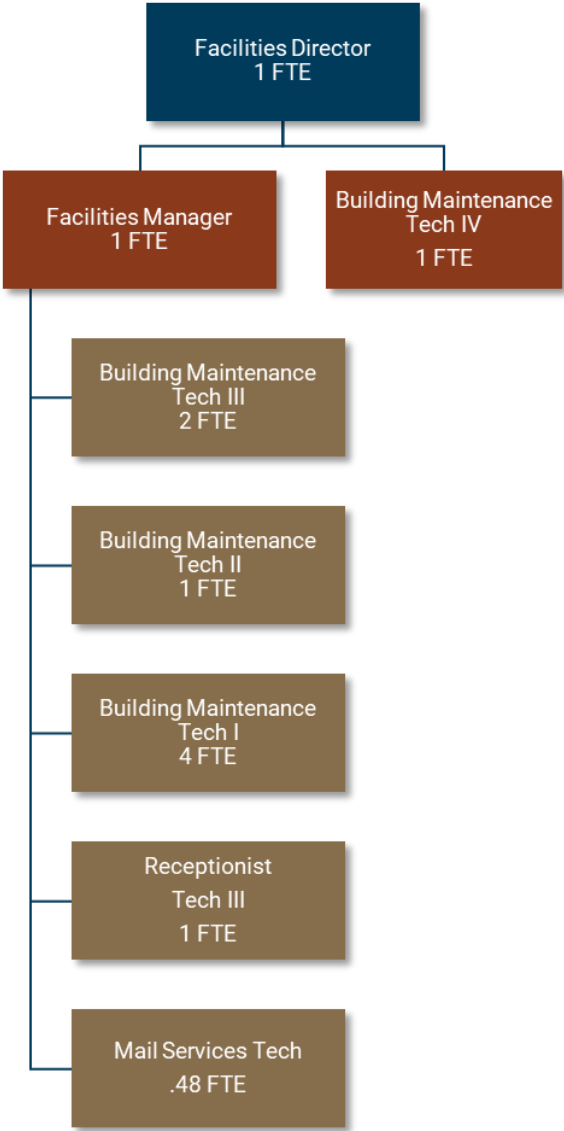 Facilities Director
1 FTE
Facilities Manager
1 FTE
Building Maintenance
Tech IV
1 FTE
Building Maintenance
Tech III
2 FTE
Building Maintenance
Tech II
1 FTE
Building Maintenance
Tech I
4 FTE
Receptionist
Tech III
1 FTE
Mail Services Tech
.48 FTE